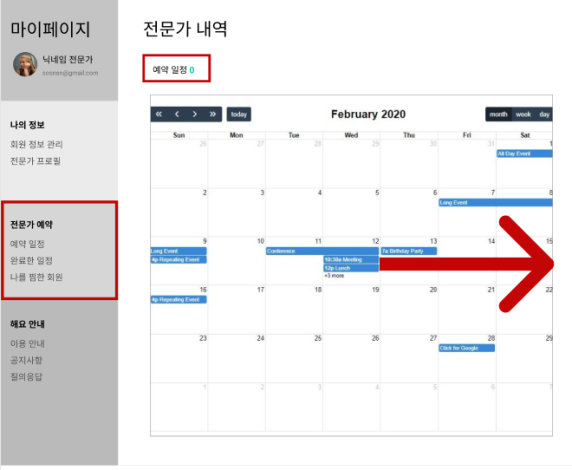 마이페이지
닉네임 전문가
나의 정보
회원 정보 관리
전문가 프로필
전문가 예약
예약 일정
완료한 일정
나를 찜한 회원
해요 안내
이용 안내
공지사항
질의응답
전문가 내역
예약 일정 0
« < > » today February 2020 month week day
Sun Mon Tue Wed Thu Fri Sat
26 27 28 29 30 31 1
All Day Event
2 3 4 5 6 7 8
Long Event
9 10 11 12 13 14 15
Long Event Conference 7a Birthday Party
4p Repeating Event 10:30a Meeting
12p Lunch
+3 more
16 17 18 19 20 21 22
4p Repeating Event
23 24 25 26 27 28 29
Click for Google
1 2 3 4 5 6 7